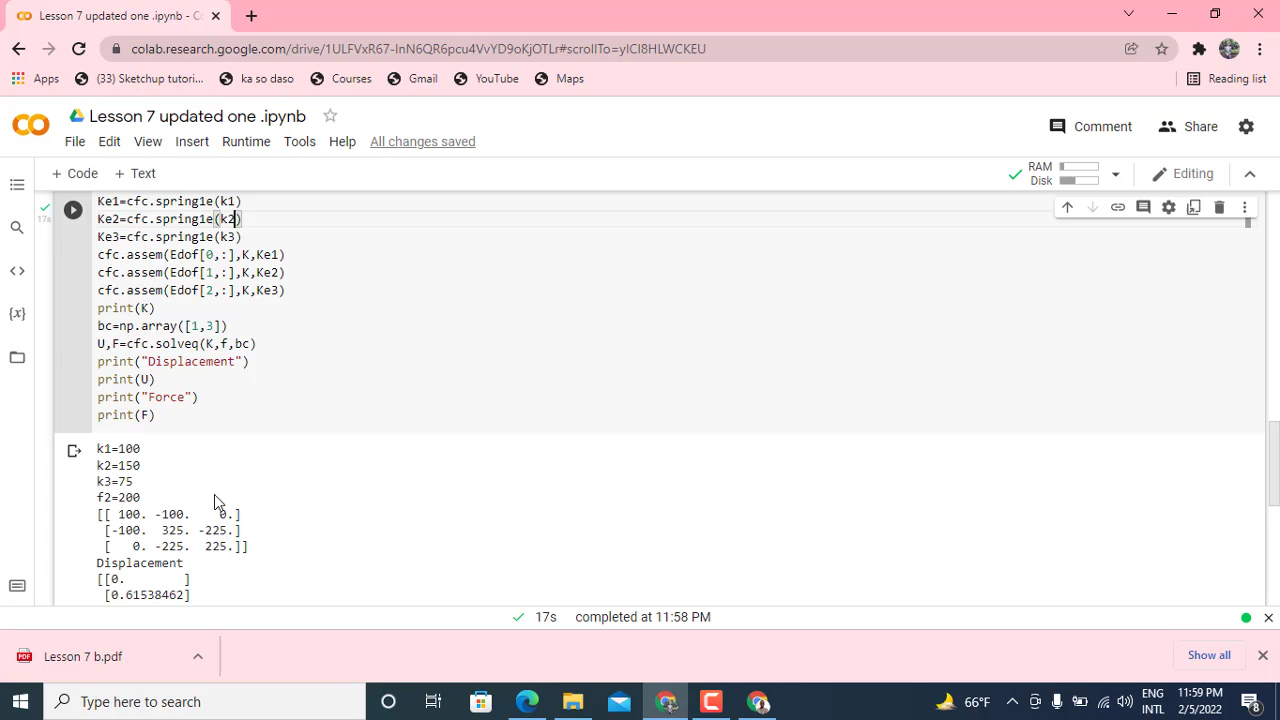 Lesson 7 updated one .ipynb - Co
colab.research.google.com/drive/1ULFVxR67-InN6QR6pcu4VvYD9oKjOTLr#scrollTo=yICI8HLWCKEU
Apps
(33) Sketchup tutori...
ka so daso
Courses
Gmail
YouTube
Maps
Reading list
Lesson 7 updated one .ipynb
Comment
Share
File Edit View Insert Runtime Tools Help All changes saved
+ Code + Text
RAM
Disk
Editing
17s
Ke1=cfc.spring1e(k1)
Ke2=cfc.spring1e(k2)
Ke3=cfc.spring1e(k3)
cfc.assem(Edof[0,:],K,Ke1)
cfc.assem(Edof[1,:],K,Ke2)
cfc.assem(Edof[2,:],K,Ke3)
print(K)
bc=np.array([1,3])
U,F=cfc.solveq(K,f,bc)
print("Displacement")
print(U)
print("Force")
print(F)
k1=100
k2=150
k3=75
f2=200
[[ 100. -100. 0.]
[-100. 325. -225.]
[ 0. -225. 225.]]
Displacement
[[0. ]
[0.61538462]
17s completed at 11:58 PM
Lesson 7 b.pdf
Show all
Type here to search
66°F
ENG
INTL
11:59 PM
2/5/2022
8